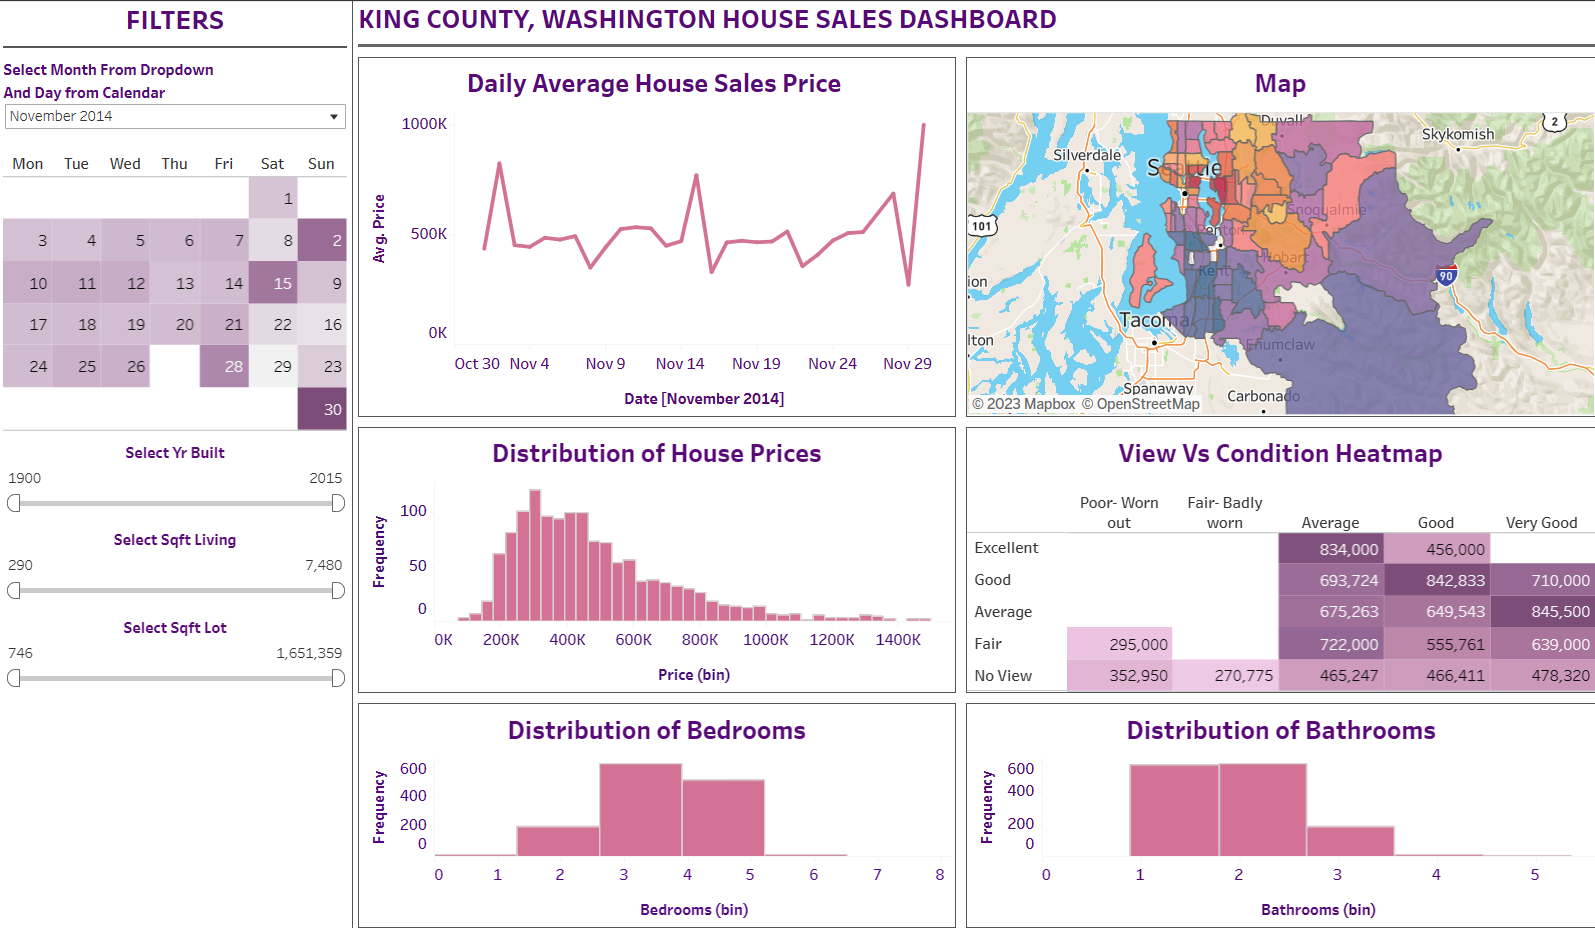 FILTERS
KING COUNTY, WASHINGTON HOUSE SALES DASHBOARD
Select Month From Dropdown
And Day from Calendar
November 2014
Mon Tue Wed Thu Fri Sat Sun
1
3 4 5 6 7 8 2
10 11 12 13 14 15 9
17 18 19 20 21 22 16
24 25 26 28 29 23
30
Select Yr Built
1900 2015
Select Sqft Living
290 7,480
Select Sqft Lot
746 1,651,359
Daily Average House Sales Price
1000K
500K
0K
Avg. Price
Oct 30 Nov 4 Nov 9 Nov 14 Nov 19 Nov 24 Nov 29
Date [November 2014]
Map
Duvall
2
Skykomish
Silverdale
Seattle
Snoqualmie
101
Renton
Hobart
Kent
90
ion
Tacoma
lton
Enumclaw
Spanaway
Carbonado
© 2023 Mapbox © OpenStreetMap
Distribution of House Prices
100
50
0
Frequency
0K 200K 400K 600K 800K 1000K 1200K 1400K
Price (bin)
View Vs Condition Heatmap
Poor- Worn Fair- Badly
out worn Average Good Very Good
Excellent 834,000 456,000
Good 693,724 842,833 710,000
Average 675,263 649,543 845,500
Fair 295,000 722,000 555,761 639,000
No View 352,950 270,775 465,247 466,411 478,320
Distribution of Bedrooms
600
400
200
0
Frequency
0 1 2 3 4 5 6 7 8
Bedrooms (bin)
Distribution of Bathrooms
600
400
200
0
Frequency
0 1 2 3 4 5
Bathrooms (bin)